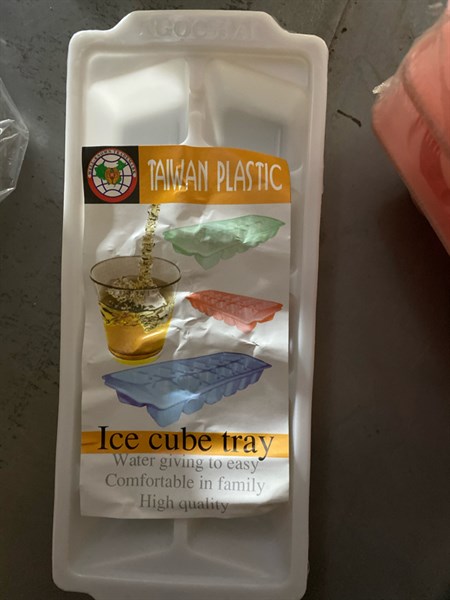 TAIWAN PLASTIC
Ice cube tray
Water giving to easy
Comfortable in family
High quality